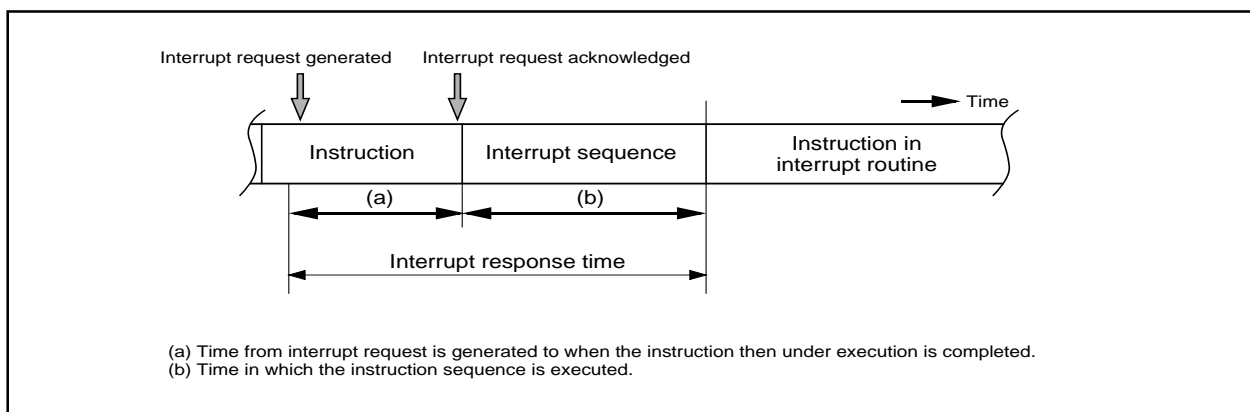 Interrupt request generated
Interrupt request acknowledged
Time
Instruction
Interrupt sequence
Instruction in
interrupt routine
(a)
(b)
Interrupt response time
(a) Time from interrupt request is generated to when the instruction then under execution is completed.
(b) Time in which the instruction sequence is executed.